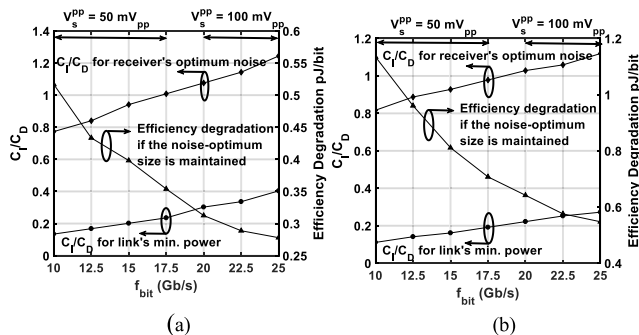 V_s^pp = 50 mV_pp
V_s^pp = 100 mV_pp
1.4
1.2
1
0.8
0.6
0.4
0.2
0
C_I/C_D
C_I/C_D for receiver's optimum noise
Efficiency degradation
if the noise-optimum
size is maintained
C_I/C_D for link's min. power
0.6
0.55
0.5
0.45
0.4
0.35
0.3
0.25
Efficiency Degradation pJ/bit
10 12.5 15 17.5 20 22.5 25
f_bit (Gb/s)
(a)
V_s^pp = 50 mV_pp
V_s^pp = 100 mV_pp
1.2
1
0.8
0.6
0.4
0.2
0
C_I/C_D
C_I/C_D for receiver's optimum noise
Efficiency degradation
if the noise-optimum
size is maintained
C_I/C_D for link's min. power
1.2
1
0.8
0.6
0.4
Efficiency Degradation pJ/bit
10 12.5 15 17.5 20 22.5 25
f_bit (Gb/s)
(b)